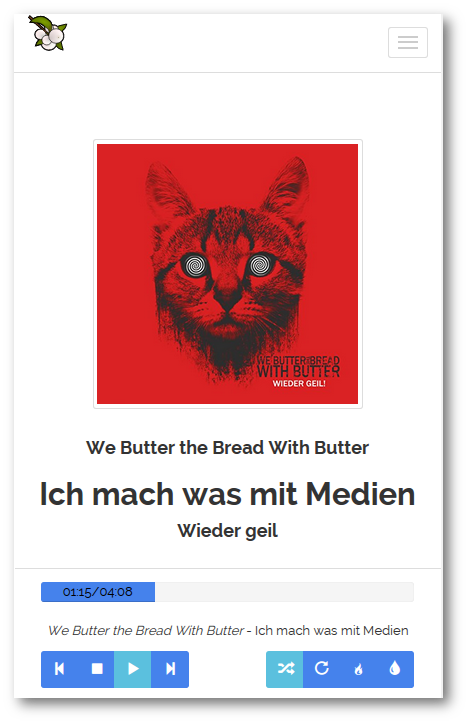 WE BUTTER BREAD
WITH BUTTER
WIEDER GEIL!
We Butter the Bread With Butter
Ich mach was mit Medien
Wieder geil
01:15/04:08
We Butter the Bread With Butter - Ich mach was mit Medien